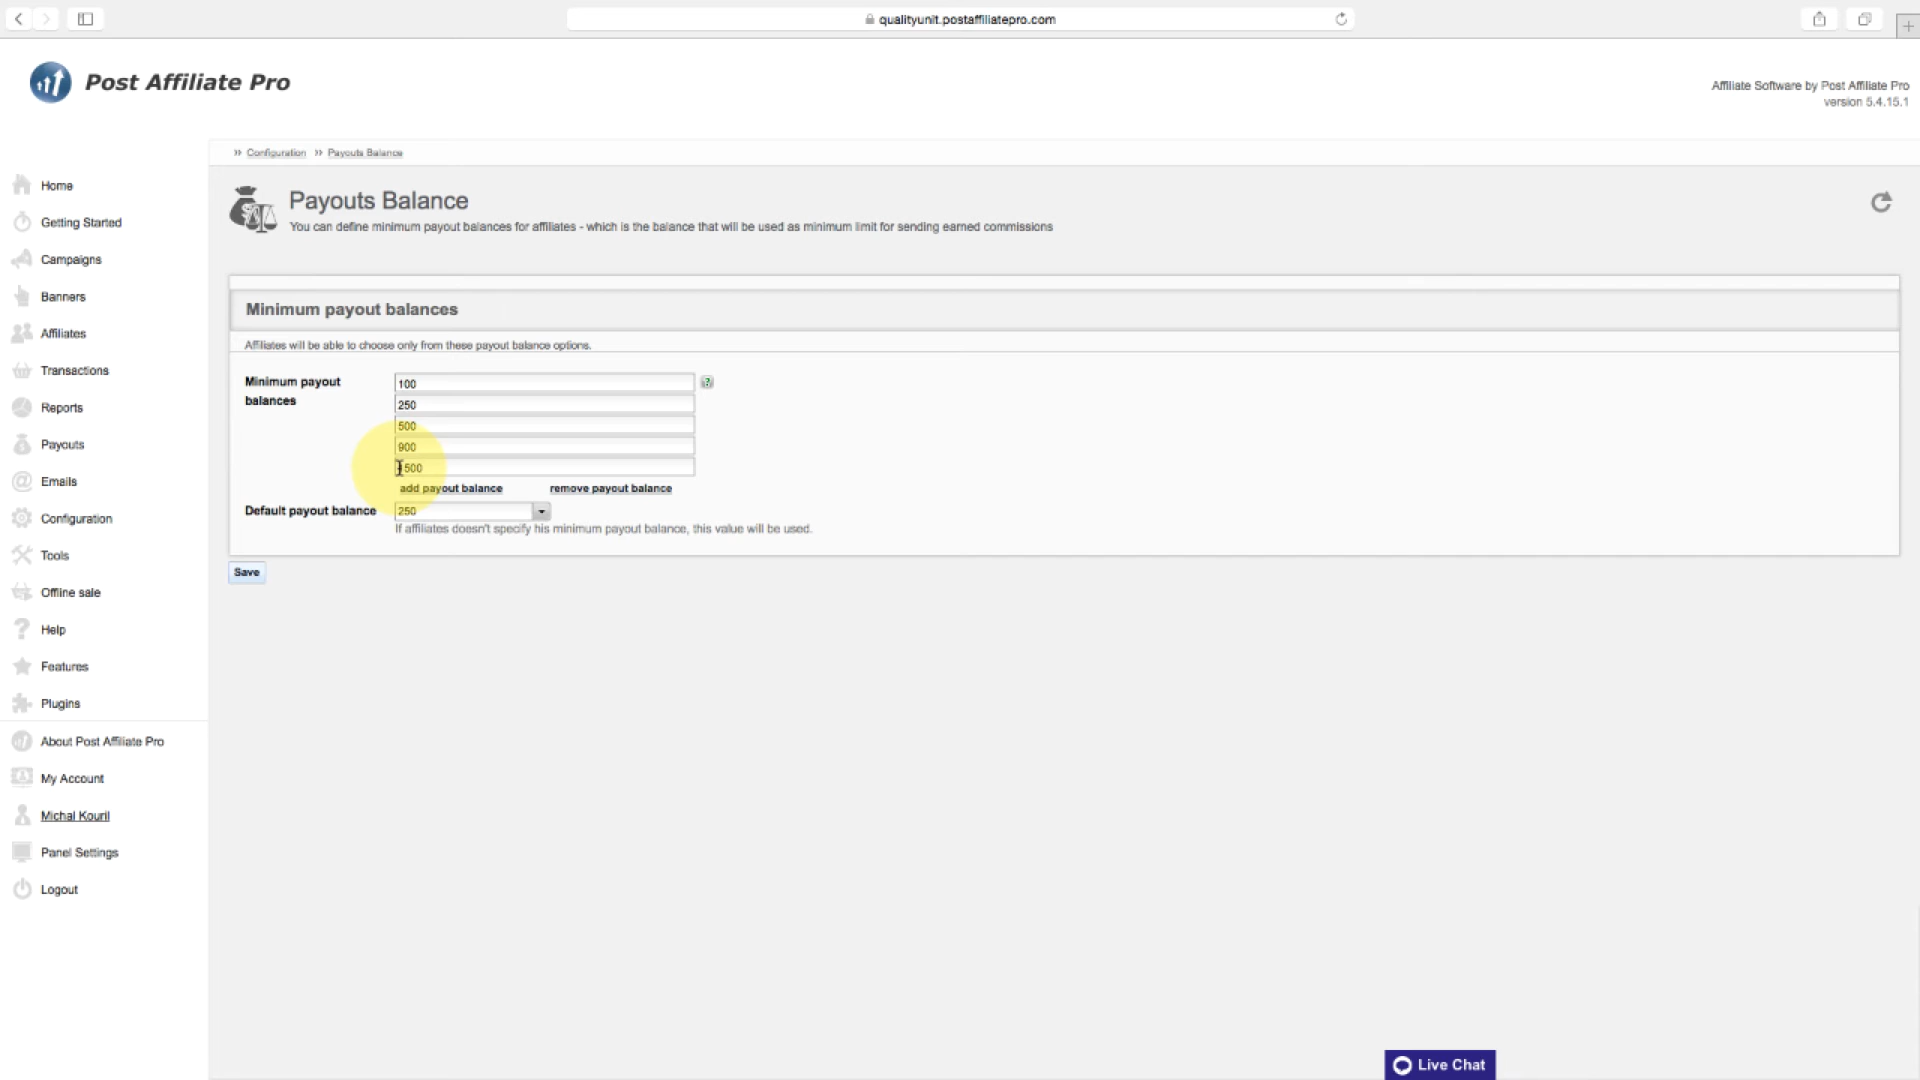 qualityunit.postaffiliatepro.com
Post Affiliate Pro
Affiliate Software by Post Affiliate Pro
version 5.4.15.1
Configuration
Payouts Balance
Home
Getting Started
Campaigns
Banners
Affiliates
Transactions
Reports
Payouts
Emails
Configuration
Tools
Offline sale
Help
Features
Plugins
About Post Affiliate Pro
My Account
Michal Kouril
Panel Settings
Logout
Payouts Balance
You can define minimum payout balances for affiliates - which is the balance that will be used as minimum limit for sending earned commissions
Minimum payout balances
Affiliates will be able to choose only from these payout balance options.
Minimum payout
balances
100
250
500
900
add payout balance
remove payout balance
Default payout balance
250
If affiliates doesn't specify his minimum payout balance, this value will be used.
Save
Live Chat